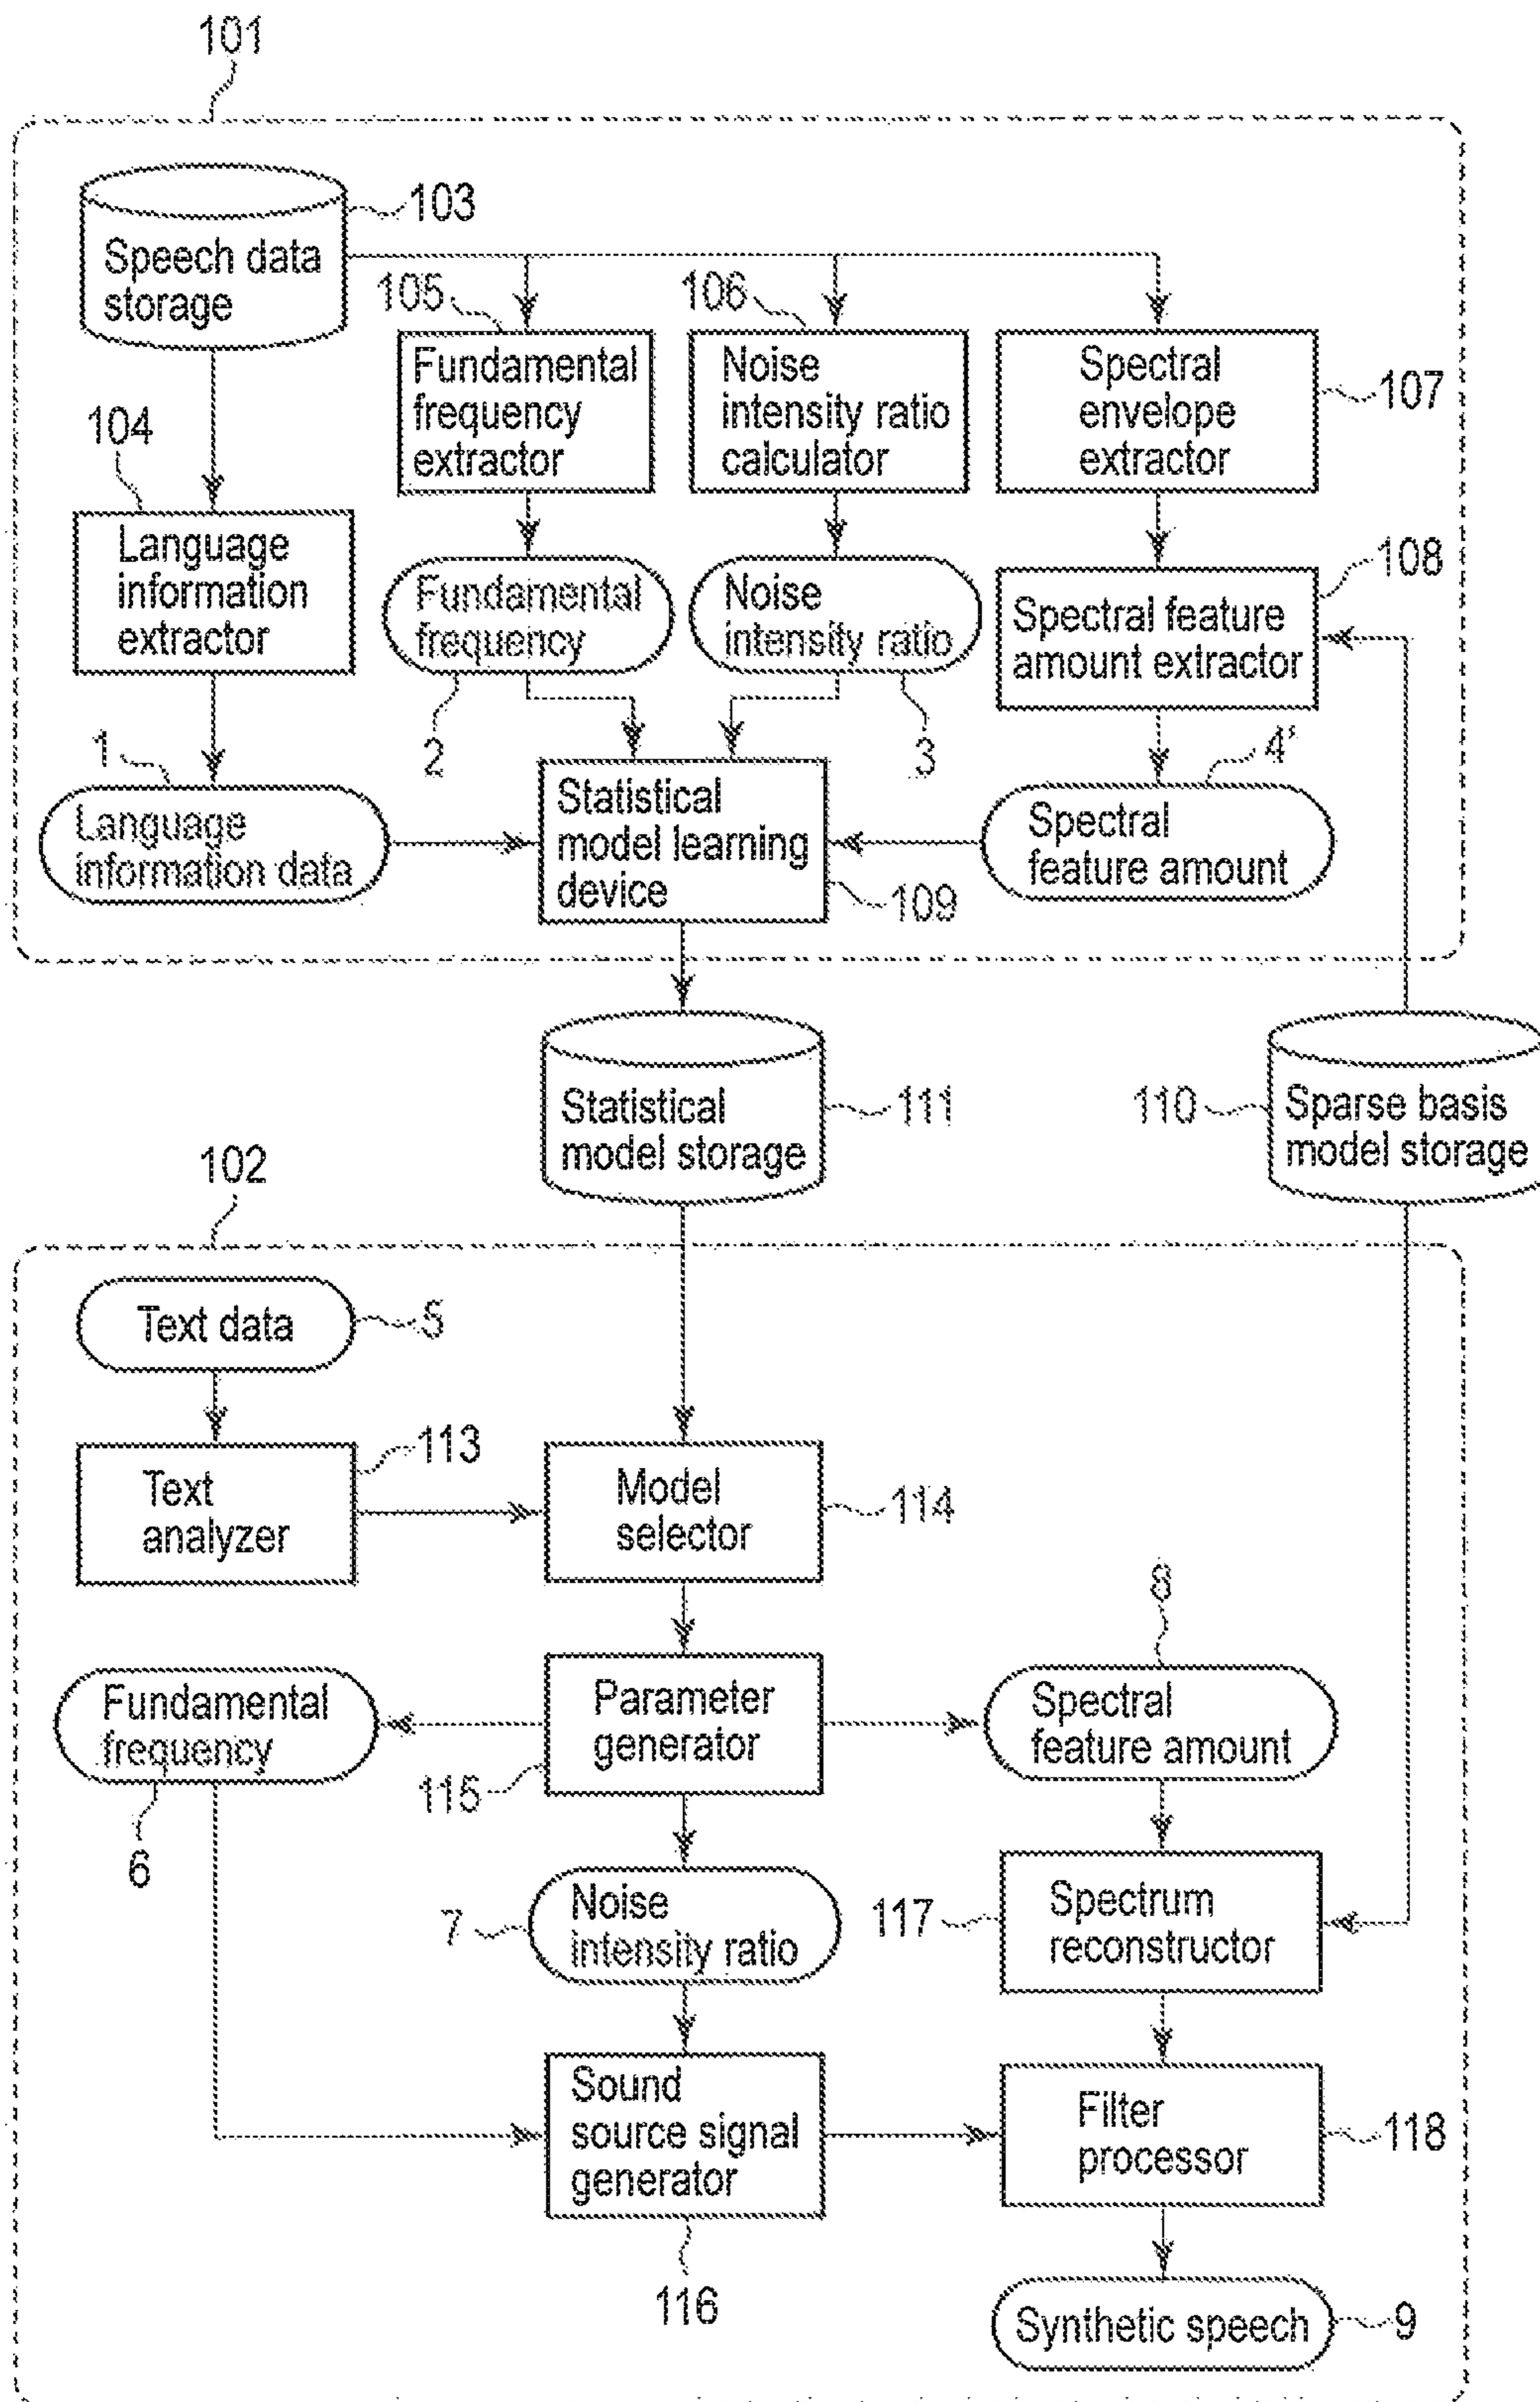 101
103
Speech data
storage
105
106
Fundamental
frequency
extractor
Noise
intensity ratio
calculator
Spectral
envelope
extractor
107
104
Language
information
extractor
Fundamental
frequency
Noise
intensity ratio
108
Spectral feature
amount extractor
1
2
3
4'
Language
information data
Statistical
model learning
device
Spectral
feature amount
109
Statistical
model storage
111
110
Sparse basis
model storage
102
Text data
5
113
Text
analyzer
Model
selector
114
8
Fundamental
frequency
Parameter
generator
Spectral
feature amount
115
6
7
Noise
intensity ratio
117
Spectrum
reconstructor
Sound
source signal
generator
Filter
processor
118
116
Synthetic speech
9